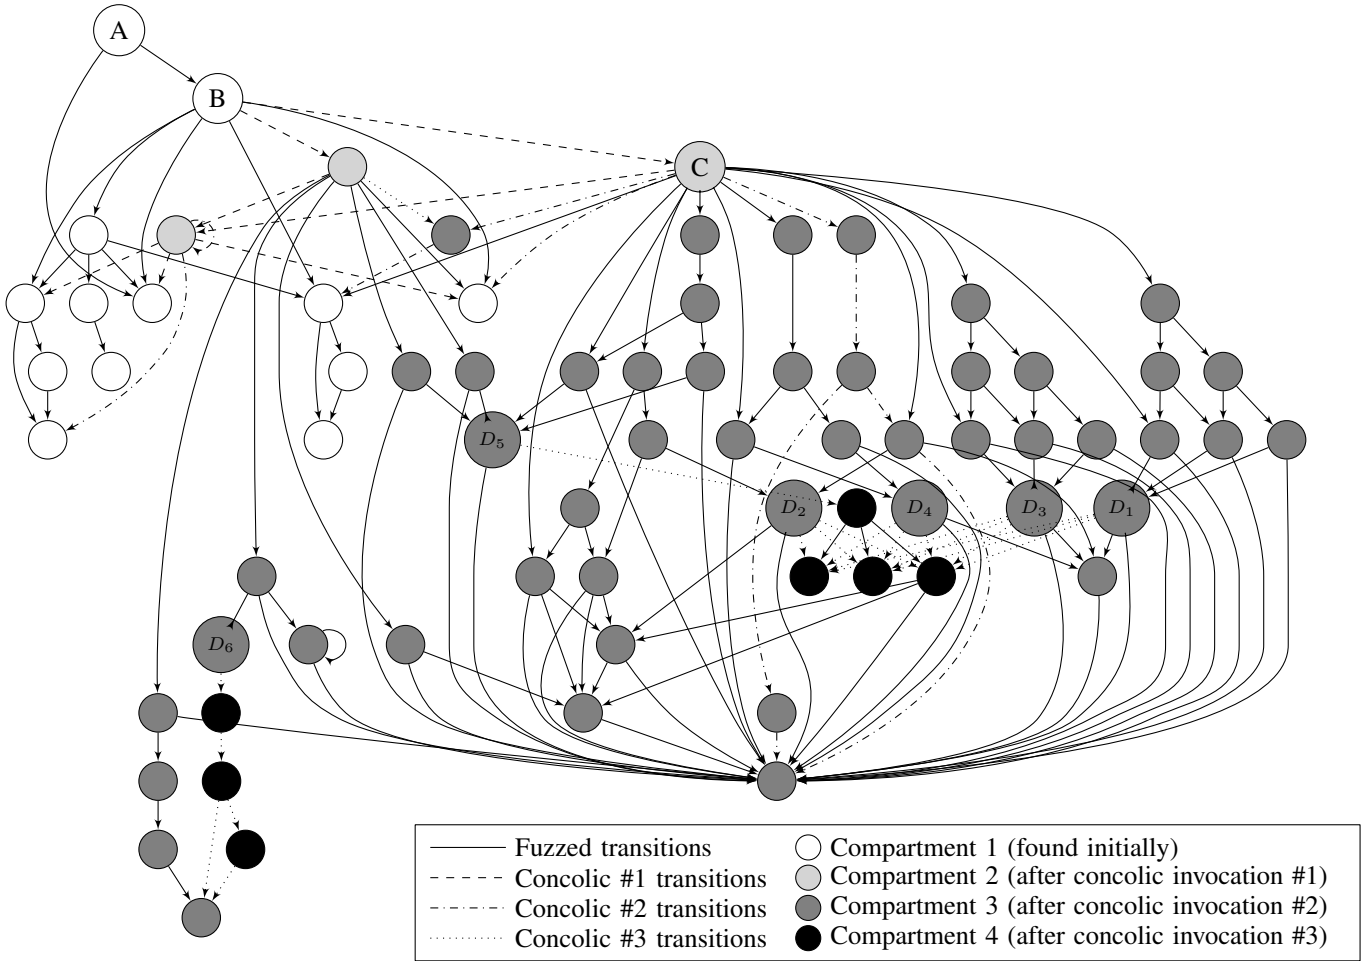 A
B
C
D5
D2
D4
D3
D1
D6
Fuzzed transitions
Concolic #1 transitions
Concolic #2 transitions
Concolic #3 transitions
Compartment 1 (found initially)
Compartment 2 (after concolic invocation #1)
Compartment 3 (after concolic invocation #2)
Compartment 4 (after concolic invocation #3)